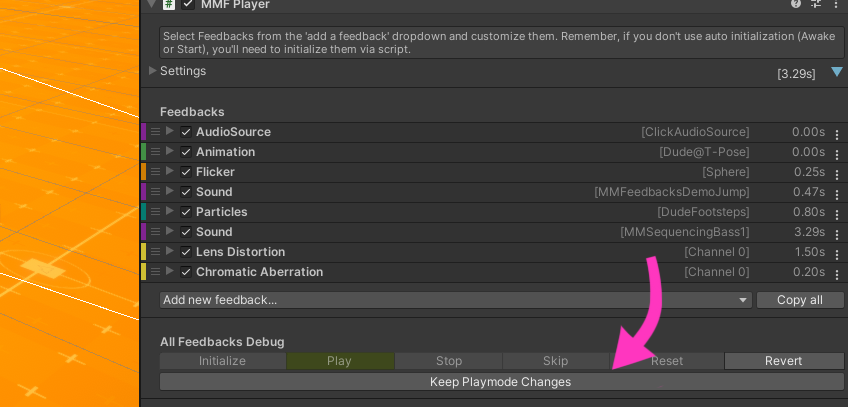 # MMF Player
Select Feedbacks from the 'add a feedback' dropdown and customize them. Remember, if you don't use auto initialization (Awake
or Start), you'll need to initialize them via script.
Settings [3.29s]
Feedbacks
AudioSource [ClickAudioSource] 0.00s
Animation [Dude@T-Pose] 0.00s
Flicker [Sphere] 0.25s
Sound [MMFeedbacksDemoJump] 0.47s
Particles [DudeFootsteps] 0.80s
Sound [MMSequencingBass1] 3.29s
Lens Distortion [Channel 0] 1.50s
Chromatic Aberration [Channel 0] 0.20s
Add new feedback... Copy all
All Feedbacks Debug
Initialize Play Stop Skip Reset Revert
Keep Playmode Changes